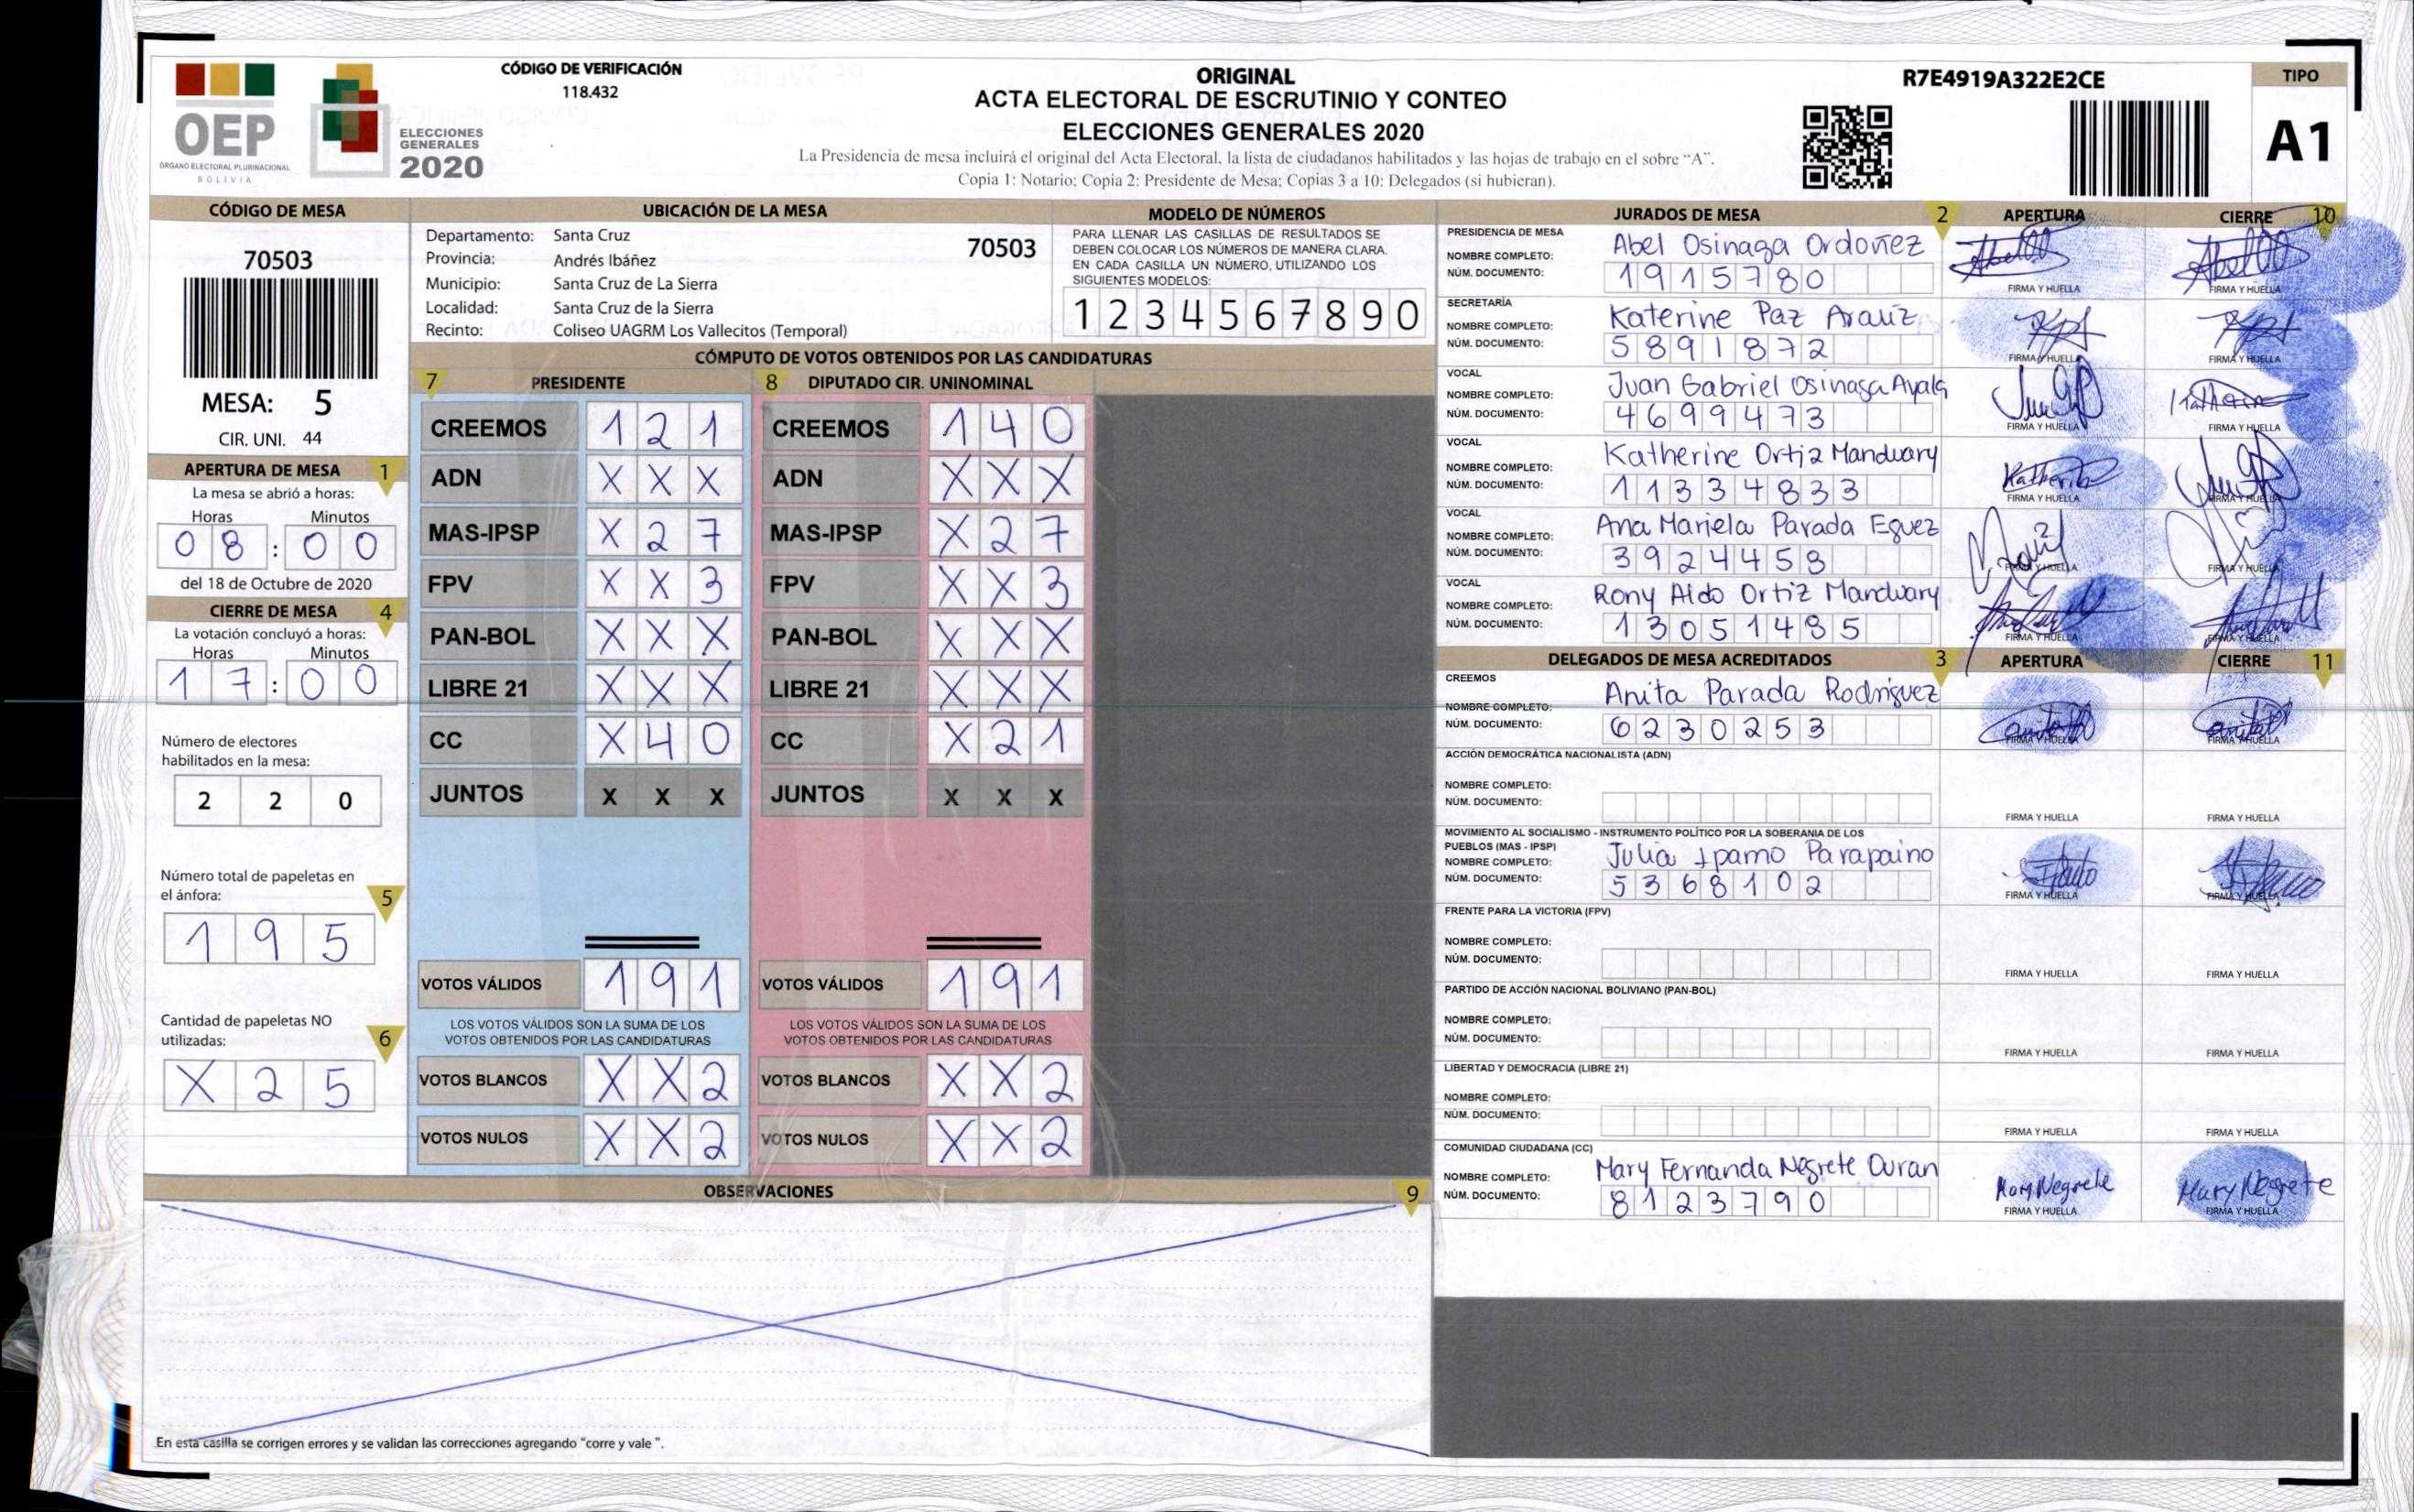 OEP
ÓRGANO ELECTORAL PLURINACIONAL
BOLIVIA
ELECCIONES
GENERALES
2020
CÓDIGO DE VERIFICACIÓN
118.432
ORIGINAL
ACTA ELECTORAL DE ESCRUTINIO Y CONTEO
ELECCIONES GENERALES 2020
La Presidencia de mesa incluirá el original del Acta Electoral, la lista de ciudadanos habilitados y las hojas de trabajo en el sobre “A”.
Copia 1: Notario; Copia 2: Presidente de Mesa; Copias 3 a 10: Delegados (si hubieran).
R7E4919A322E2CE
TIPO
A1
CÓDIGO DE MESA
70503
MESA: 5
CIR. UNI. 44
APERTURA DE MESA 1
La mesa se abrió a horas:
Horas Minutos
08:00
del 18 de Octubre de 2020
CIERRE DE MESA 4
La votación concluyó a horas:
Horas Minutos
17:00
Número de electores
habilitados en la mesa:
2 2 0
Número total de papeletas en
el ánfora: 5
1 9 5
Cantidad de papeletas NO
utilizadas: 6
X 2 5
UBICACIÓN DE LA MESA
Departamento: Santa Cruz 70503
Provincia: Andrés Ibáñez
Municipio: Santa Cruz de La Sierra
Localidad: Santa Cruz de la Sierra
Recinto: Coliseo UAGRM Los Vallecitos (Temporal)
MODELO DE NÚMEROS
PARA LLENAR LAS CASILLAS DE RESULTADOS SE
DEBEN COLOCAR LOS NÚMEROS DE MANERA CLARA.
EN CADA CASILLA UN NÚMERO, UTILIZANDO LOS
SIGUIENTES MODELOS:
1 2 3 4 5 6 7 8 9 0
CÓMPUTO DE VOTOS OBTENIDOS POR LAS CANDIDATURAS
7 PRESIDENTE 8 DIPUTADO CIR. UNINOMINAL
CREEMOS 1 2 1 CREEMOS 1 4 0
ADN X X X ADN X X X
MAS-IPSP X 2 7 MAS-IPSP X 2 7
FPV X X 3 FPV X X 3
PAN-BOL X X X PAN-BOL X X X
LIBRE 21 X X X LIBRE 21 X X X
CC X 4 0 CC X 2 1
JUNTOS X X X JUNTOS X X X
VOTOS VÁLIDOS 1 9 1 VOTOS VÁLIDOS 1 9 1
LOS VOTOS VÁLIDOS SON LA SUMA DE LOS LOS VOTOS VÁLIDOS SON LA SUMA DE LOS
VOTOS OBTENIDOS POR LAS CANDIDATURAS VOTOS OBTENIDOS POR LAS CANDIDATURAS
VOTOS BLANCOS X X 2 VOTOS BLANCOS X X 2
VOTOS NULOS X X 2 VOTOS NULOS X X 2
OBSERVACIONES 9
En esta casilla se corrigen errores y se validan las correcciones agregando “corre y vale ”.
JURADOS DE MESA 2 APERTURA CIERRE 10
PRESIDENCIA DE MESA
NOMBRE COMPLETO: Abel Osinaga Ordoñez
NÚM. DOCUMENTO: 1915780
FIRMA Y HUELLA FIRMA Y HUELLA
SECRETARÍA
NOMBRE COMPLETO: Katerine Paz Arauz
NÚM. DOCUMENTO: 5891872
FIRMA Y HUELLA FIRMA Y HUELLA
VOCAL
NOMBRE COMPLETO: Juan Gabriel Osinaga Ayala
NÚM. DOCUMENTO: 4699473
FIRMA Y HUELLA FIRMA Y HUELLA
VOCAL
NOMBRE COMPLETO: Katherine Ortiz Manduary
NÚM. DOCUMENTO: 11334833
Katherine
FIRMA Y HUELLA FIRMA Y HUELLA
VOCAL
NOMBRE COMPLETO: Ana Mariela Parada Eguez
NÚM. DOCUMENTO: 3924458
FIRMA Y HUELLA FIRMA Y HUELLA
VOCAL
NOMBRE COMPLETO: Rony Aldo Ortiz Manduary
NÚM. DOCUMENTO: 13051485
FIRMA Y HUELLA FIRMA Y HUELLA
DELEGADOS DE MESA ACREDITADOS 3 APERTURA CIERRE 11
CREEMOS
NOMBRE COMPLETO: Anita Parada Rodriguez
NÚM. DOCUMENTO: 6230253
FIRMA Y HUELLA FIRMA Y HUELLA
ACCIÓN DEMOCRÁTICA NACIONALISTA (ADN)
NOMBRE COMPLETO:
NÚM. DOCUMENTO:
FIRMA Y HUELLA FIRMA Y HUELLA
MOVIMIENTO AL SOCIALISMO - INSTRUMENTO POLÍTICO POR LA SOBERANIA DE LOS
PUEBLOS (MAS - IPSP)
NOMBRE COMPLETO: Julia Ipamo Parapaino
NÚM. DOCUMENTO: 5368102
FIRMA Y HUELLA FIRMA Y HUELLA
FRENTE PARA LA VICTORIA (FPV)
NOMBRE COMPLETO:
NÚM. DOCUMENTO:
FIRMA Y HUELLA FIRMA Y HUELLA
PARTIDO DE ACCIÓN NACIONAL BOLIVIANO (PAN-BOL)
NOMBRE COMPLETO:
NÚM. DOCUMENTO:
FIRMA Y HUELLA FIRMA Y HUELLA
LIBERTAD Y DEMOCRACIA (LIBRE 21)
NOMBRE COMPLETO:
NÚM. DOCUMENTO:
FIRMA Y HUELLA FIRMA Y HUELLA
COMUNIDAD CIUDADANA (CC)
NOMBRE COMPLETO: Mary Fernanda Negrete Duran
NÚM. DOCUMENTO: 8123790
Mary Negrete Mary Negrete
FIRMA Y HUELLA FIRMA Y HUELLA